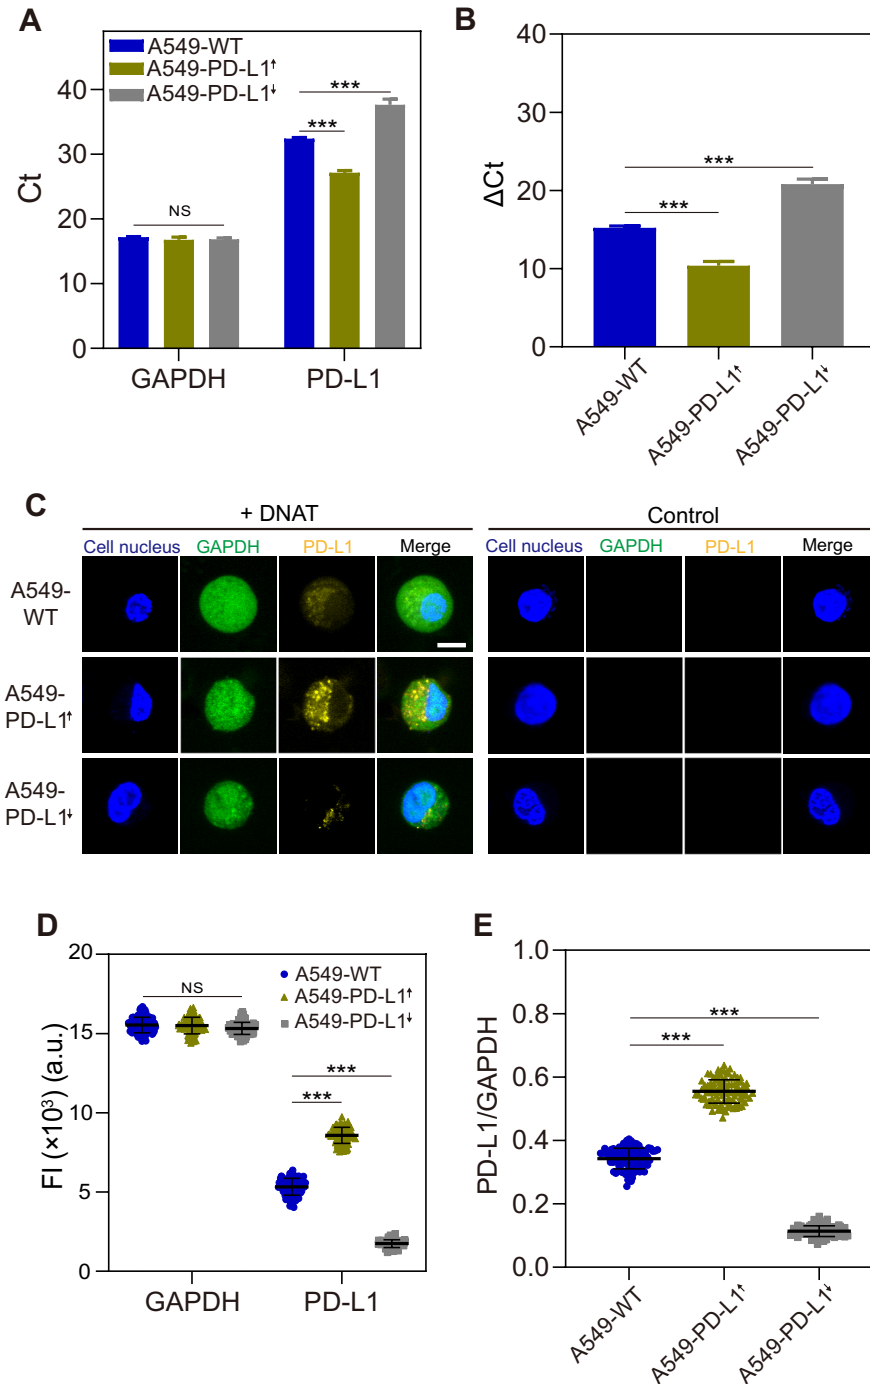 A
A549-WT
A549-PD-L1↑
A549-PD-L1↓
Ct
40
30
20
10
0
NS
***
***
GAPDH
PD-L1
B
ΔCt
40
30
20
10
0
***
***
A549-WT
A549-PD-L1↑
A549-PD-L1↓
C
+ DNAT
Control
Cell nucleus GAPDH PD-L1 Merge
Cell nucleus GAPDH PD-L1 Merge
A549-
WT
A549-
PD-L1↑
A549-
PD-L1↓
D
FI (×10³) (a.u.)
20
15
10
5
0
NS
A549-WT
A549-PD-L1↑
A549-PD-L1↓
***
***
GAPDH
PD-L1
E
PD-L1/GAPDH
1.0
0.8
0.6
0.4
0.2
0.0
***
***
A549-WT
A549-PD-L1↑
A549-PD-L1↓